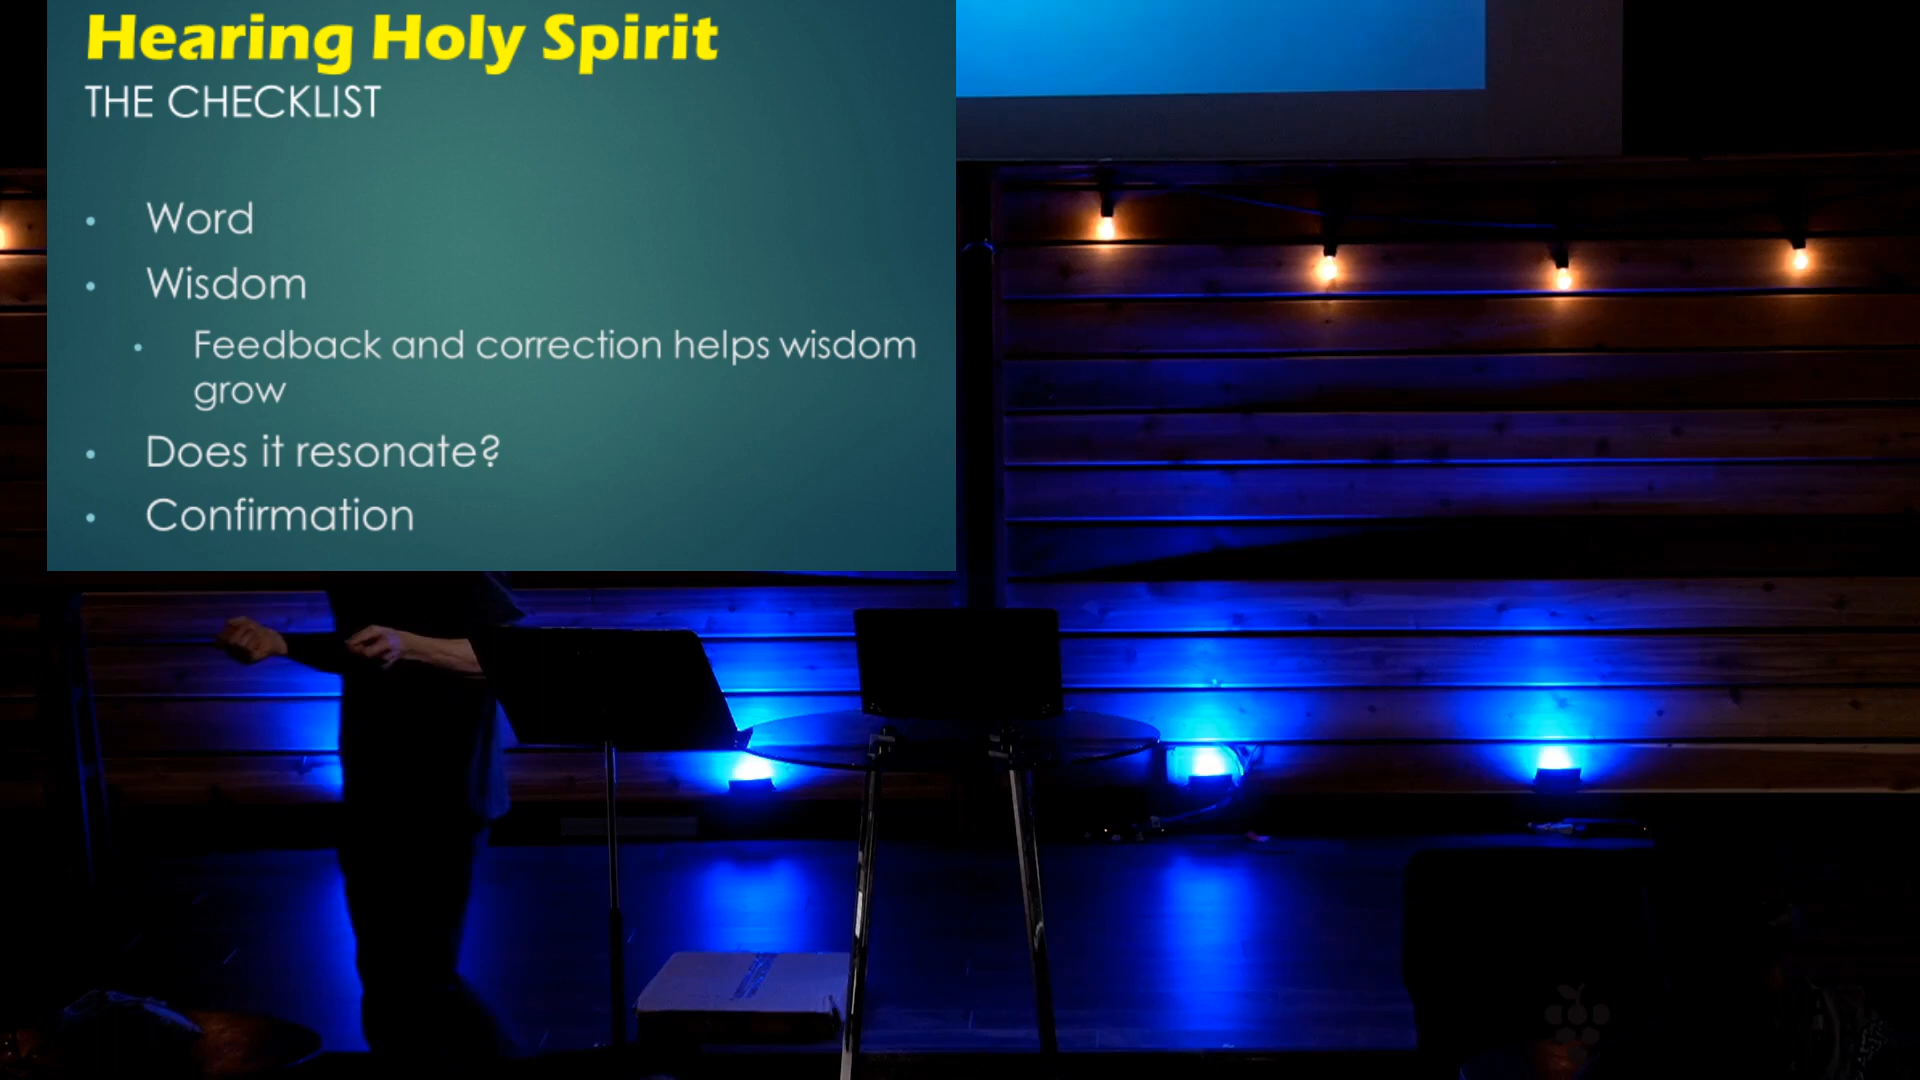 Hearing Holy Spirit
THE CHECKLIST
• Word
• Wisdom
• Feedback and correction helps wisdom
grow
• Does it resonate?
• Confirmation